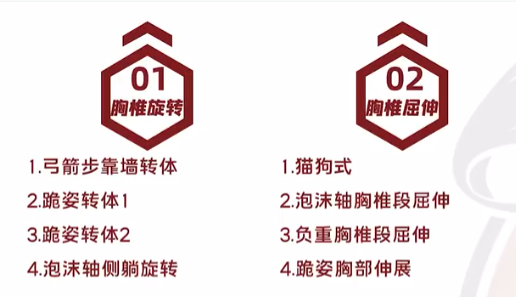 01
胸椎旋转
1.弓箭步靠墙转体
2.跪姿转体1
3.跪姿转体2
4.泡沫轴侧躺旋转
02
胸椎屈伸
1.猫狗式
2.泡沫轴胸椎段屈伸
3.负重胸椎段屈伸
4.跪姿胸部伸展